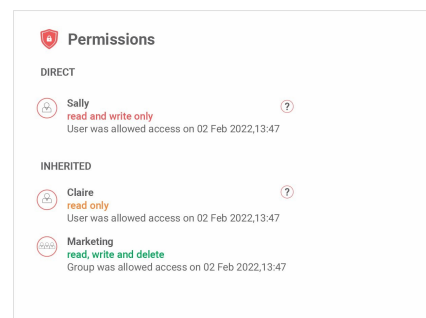 Permissions
DIRECT
Sally
?
read and write only
User was allowed access on 02 Feb 2022,13:47
INHERITED
Claire
?
read only
User was allowed access on 02 Feb 2022,13:47
Marketing
read, write and delete
Group was allowed access on 02 Feb 2022,13:47